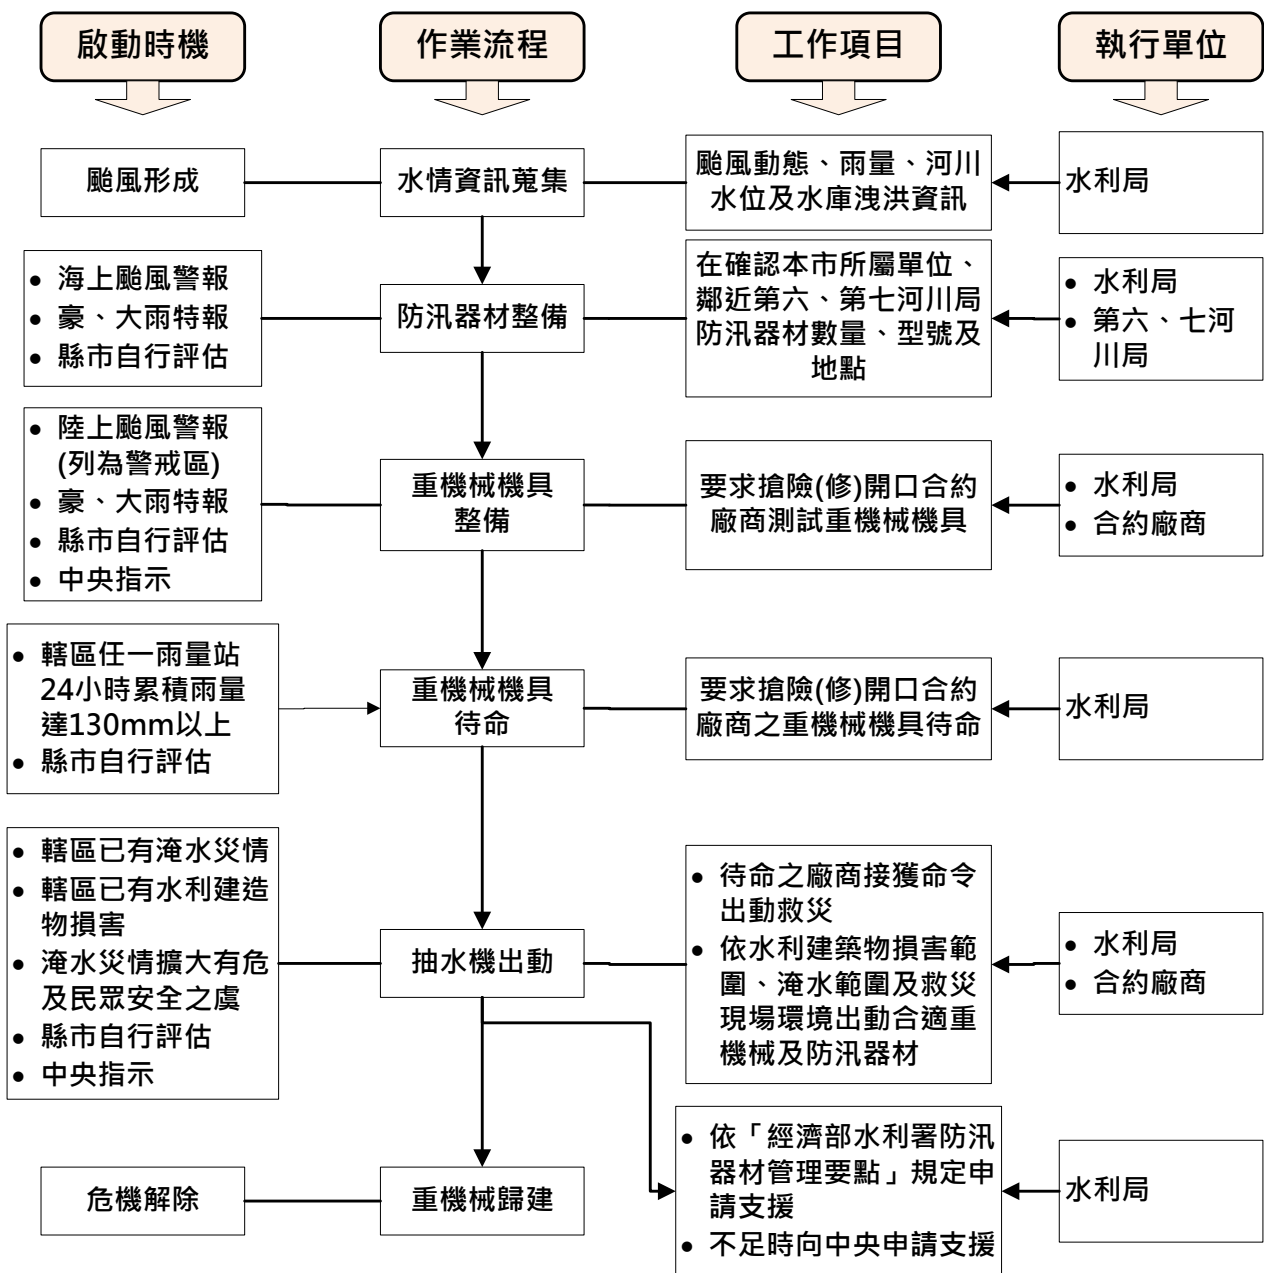 啟動時機
作業流程
工作項目
執行單位
颱風形成
水情資訊蒐集
颱風動態、雨量、河川
水位及水庫洩洪資訊
水利局
• 海上颱風警報
• 豪、大雨特報
• 縣市自行評估
防汛器材整備
在確認本市所屬單位、
鄰近第六、第七河川局
防汛器材數量、型號及
地點
• 水利局
• 第六、七河
川局
• 陸上颱風警報
(列為警戒區)
• 豪、大雨特報
• 縣市自行評估
• 中央指示
重機械機具
整備
要求搶險(修)開口合約
廠商測試重機械機具
• 水利局
• 合約廠商
• 轄區任一雨量站
24小時累積雨量
達130mm以上
• 縣市自行評估
重機械機具
待命
要求搶險(修)開口合約
廠商之重機械機具待命
水利局
• 轄區已有淹水災情
• 轄區已有水利建造
物損害
• 淹水災情擴大有危
及民眾安全之虞
• 縣市自行評估
• 中央指示
抽水機出動
• 待命之廠商接獲命令
出動救災
• 依水利建築物損害範
圍、淹水範圍及救災
現場環境出動合適重
機械及防汛器材
• 水利局
• 合約廠商
危機解除
重機械歸建
• 依「經濟部水利署防汛
器材管理要點」規定申
請支援
• 不足時向中央申請支援
水利局